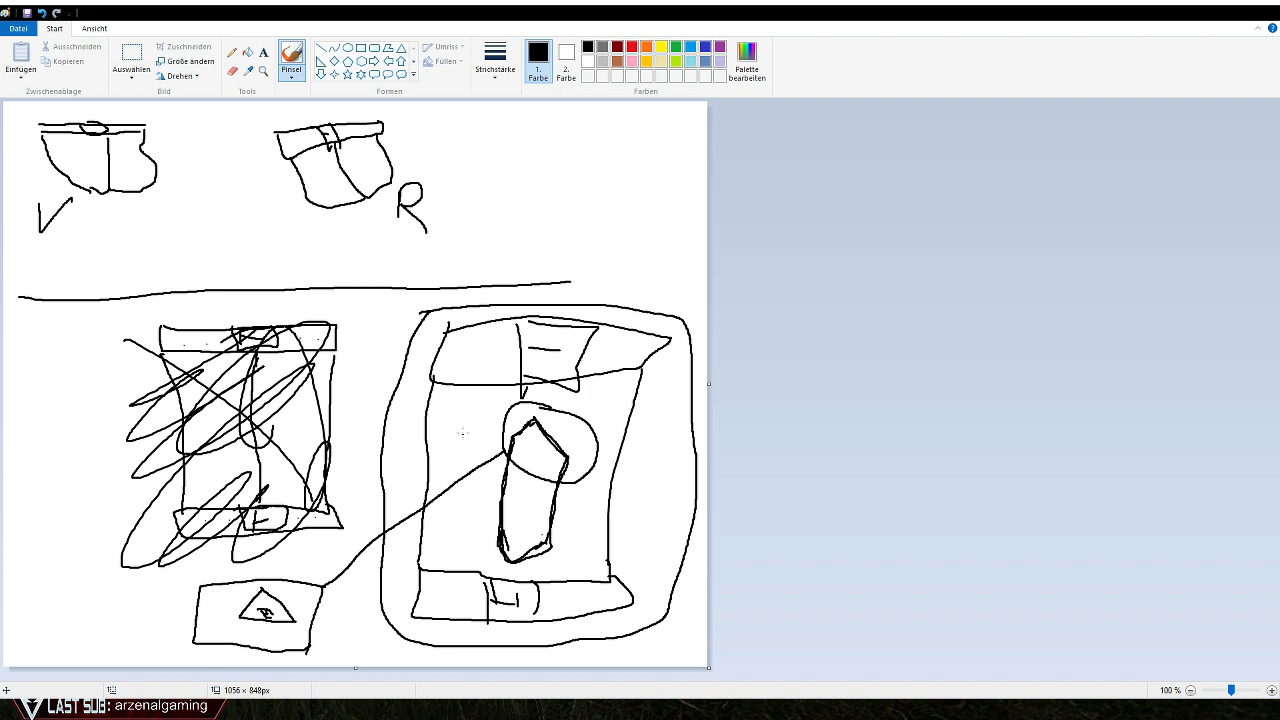 Datei Start Ansicht
Einfügen
Ausschneiden
Kopieren
Zwischenablage
Auswählen
Zuschneiden
Größe ändern
Drehen
Bild
Tools
Pinsel
Formen
Umriss
Füllen
Strichstärke
1. Farbe
2. Farbe
Palette bearbeiten
Farben
V
R
1056 × 848px
100 %
LAST SUB: arzenalgaming